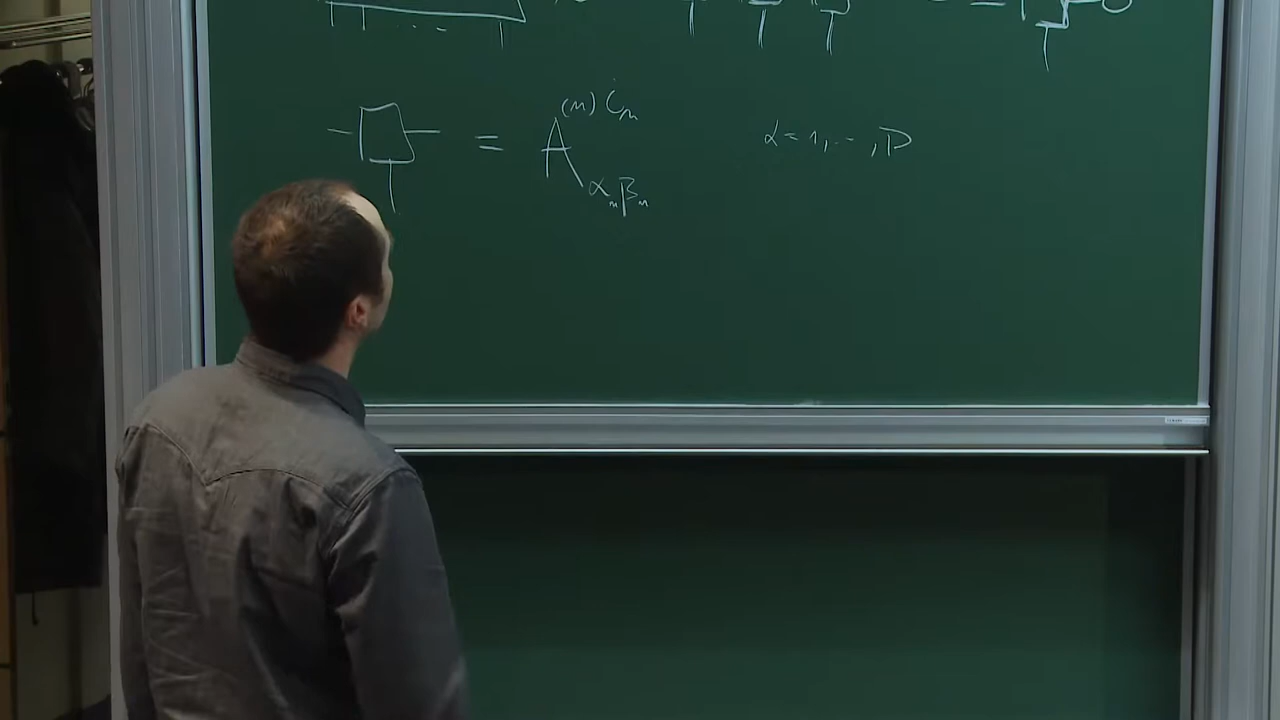 = A^{(n) i_n}_{α_n β_n} α = 1, ..., D